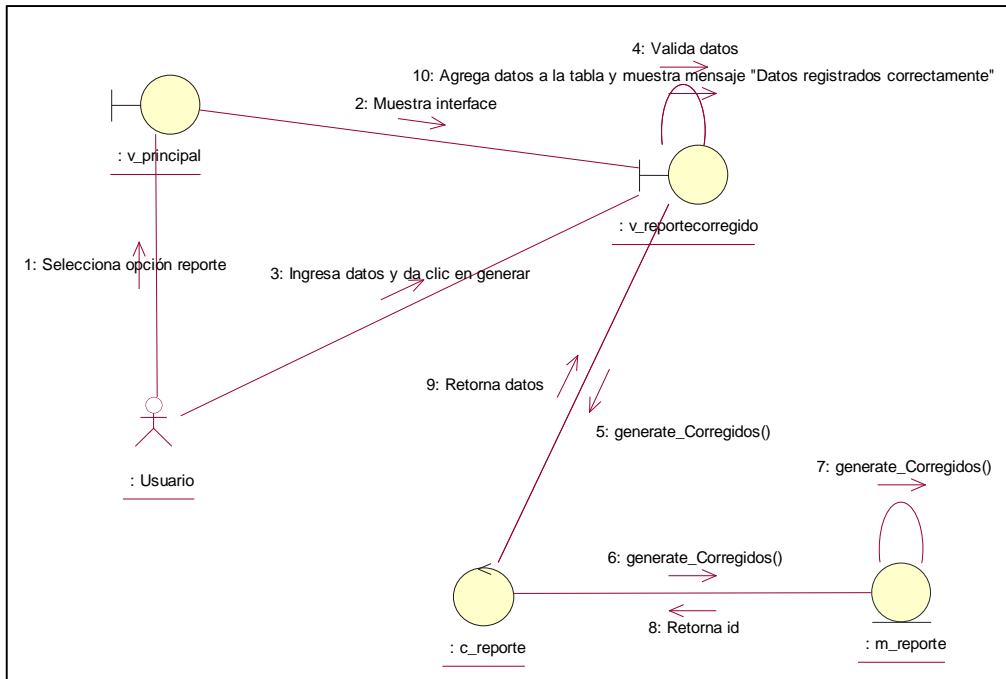 4: Valida datos
10: Agrega datos a la tabla y muestra mensaje "Datos registrados correctamente"
2: Muestra interface
: v_principal
: v_reportecorregido
1: Selecciona opción reporte
3: Ingresa datos y da clic en generar
9: Retorna datos
5: generate_Corregidos()
: Usuario
7: generate_Corregidos()
6: generate_Corregidos()
8: Retorna id
: c_reporte
: m_reporte